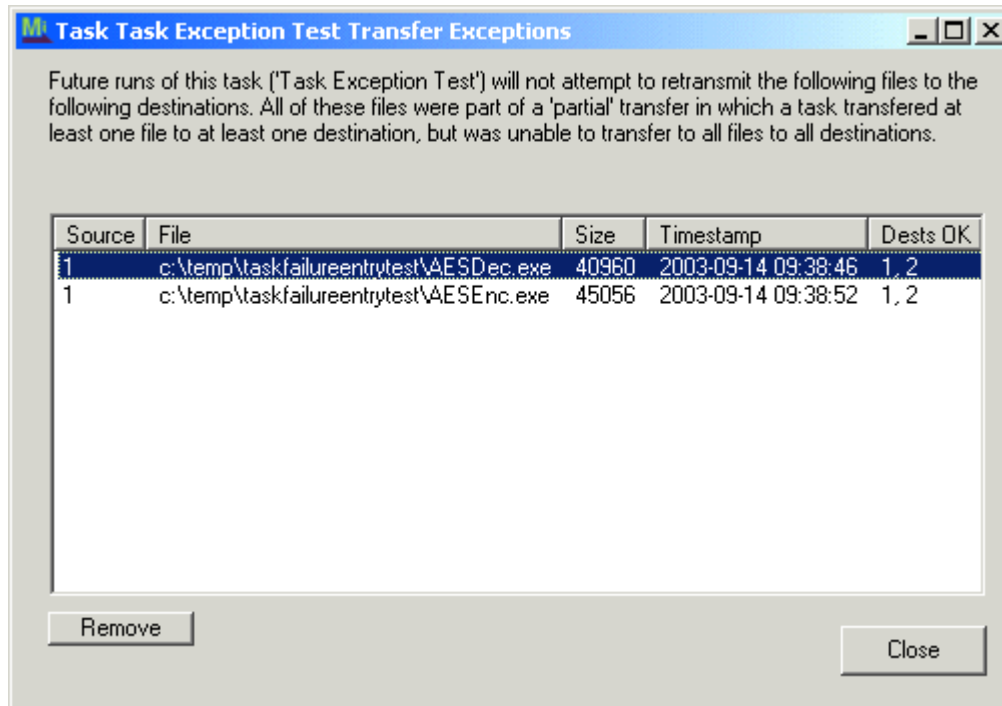 Mi Task Task Exception Test Transfer Exceptions
Future runs of this task ('Task Exception Test') will not attempt to retransmit the following files to the
following destinations. All of these files were part of a 'partial' transfer in which a task transfered at
least one file to at least one destination, but was unable to transfer to all files to all destinations.
Source File Size Timestamp Dests OK
1 c:\temp\taskfailureentrytest\AESDec.exe 40960 2003-09-14 09:38:46 1, 2
1 c:\temp\taskfailureentrytest\AESEnc.exe 45056 2003-09-14 09:38:52 1, 2
Remove
Close